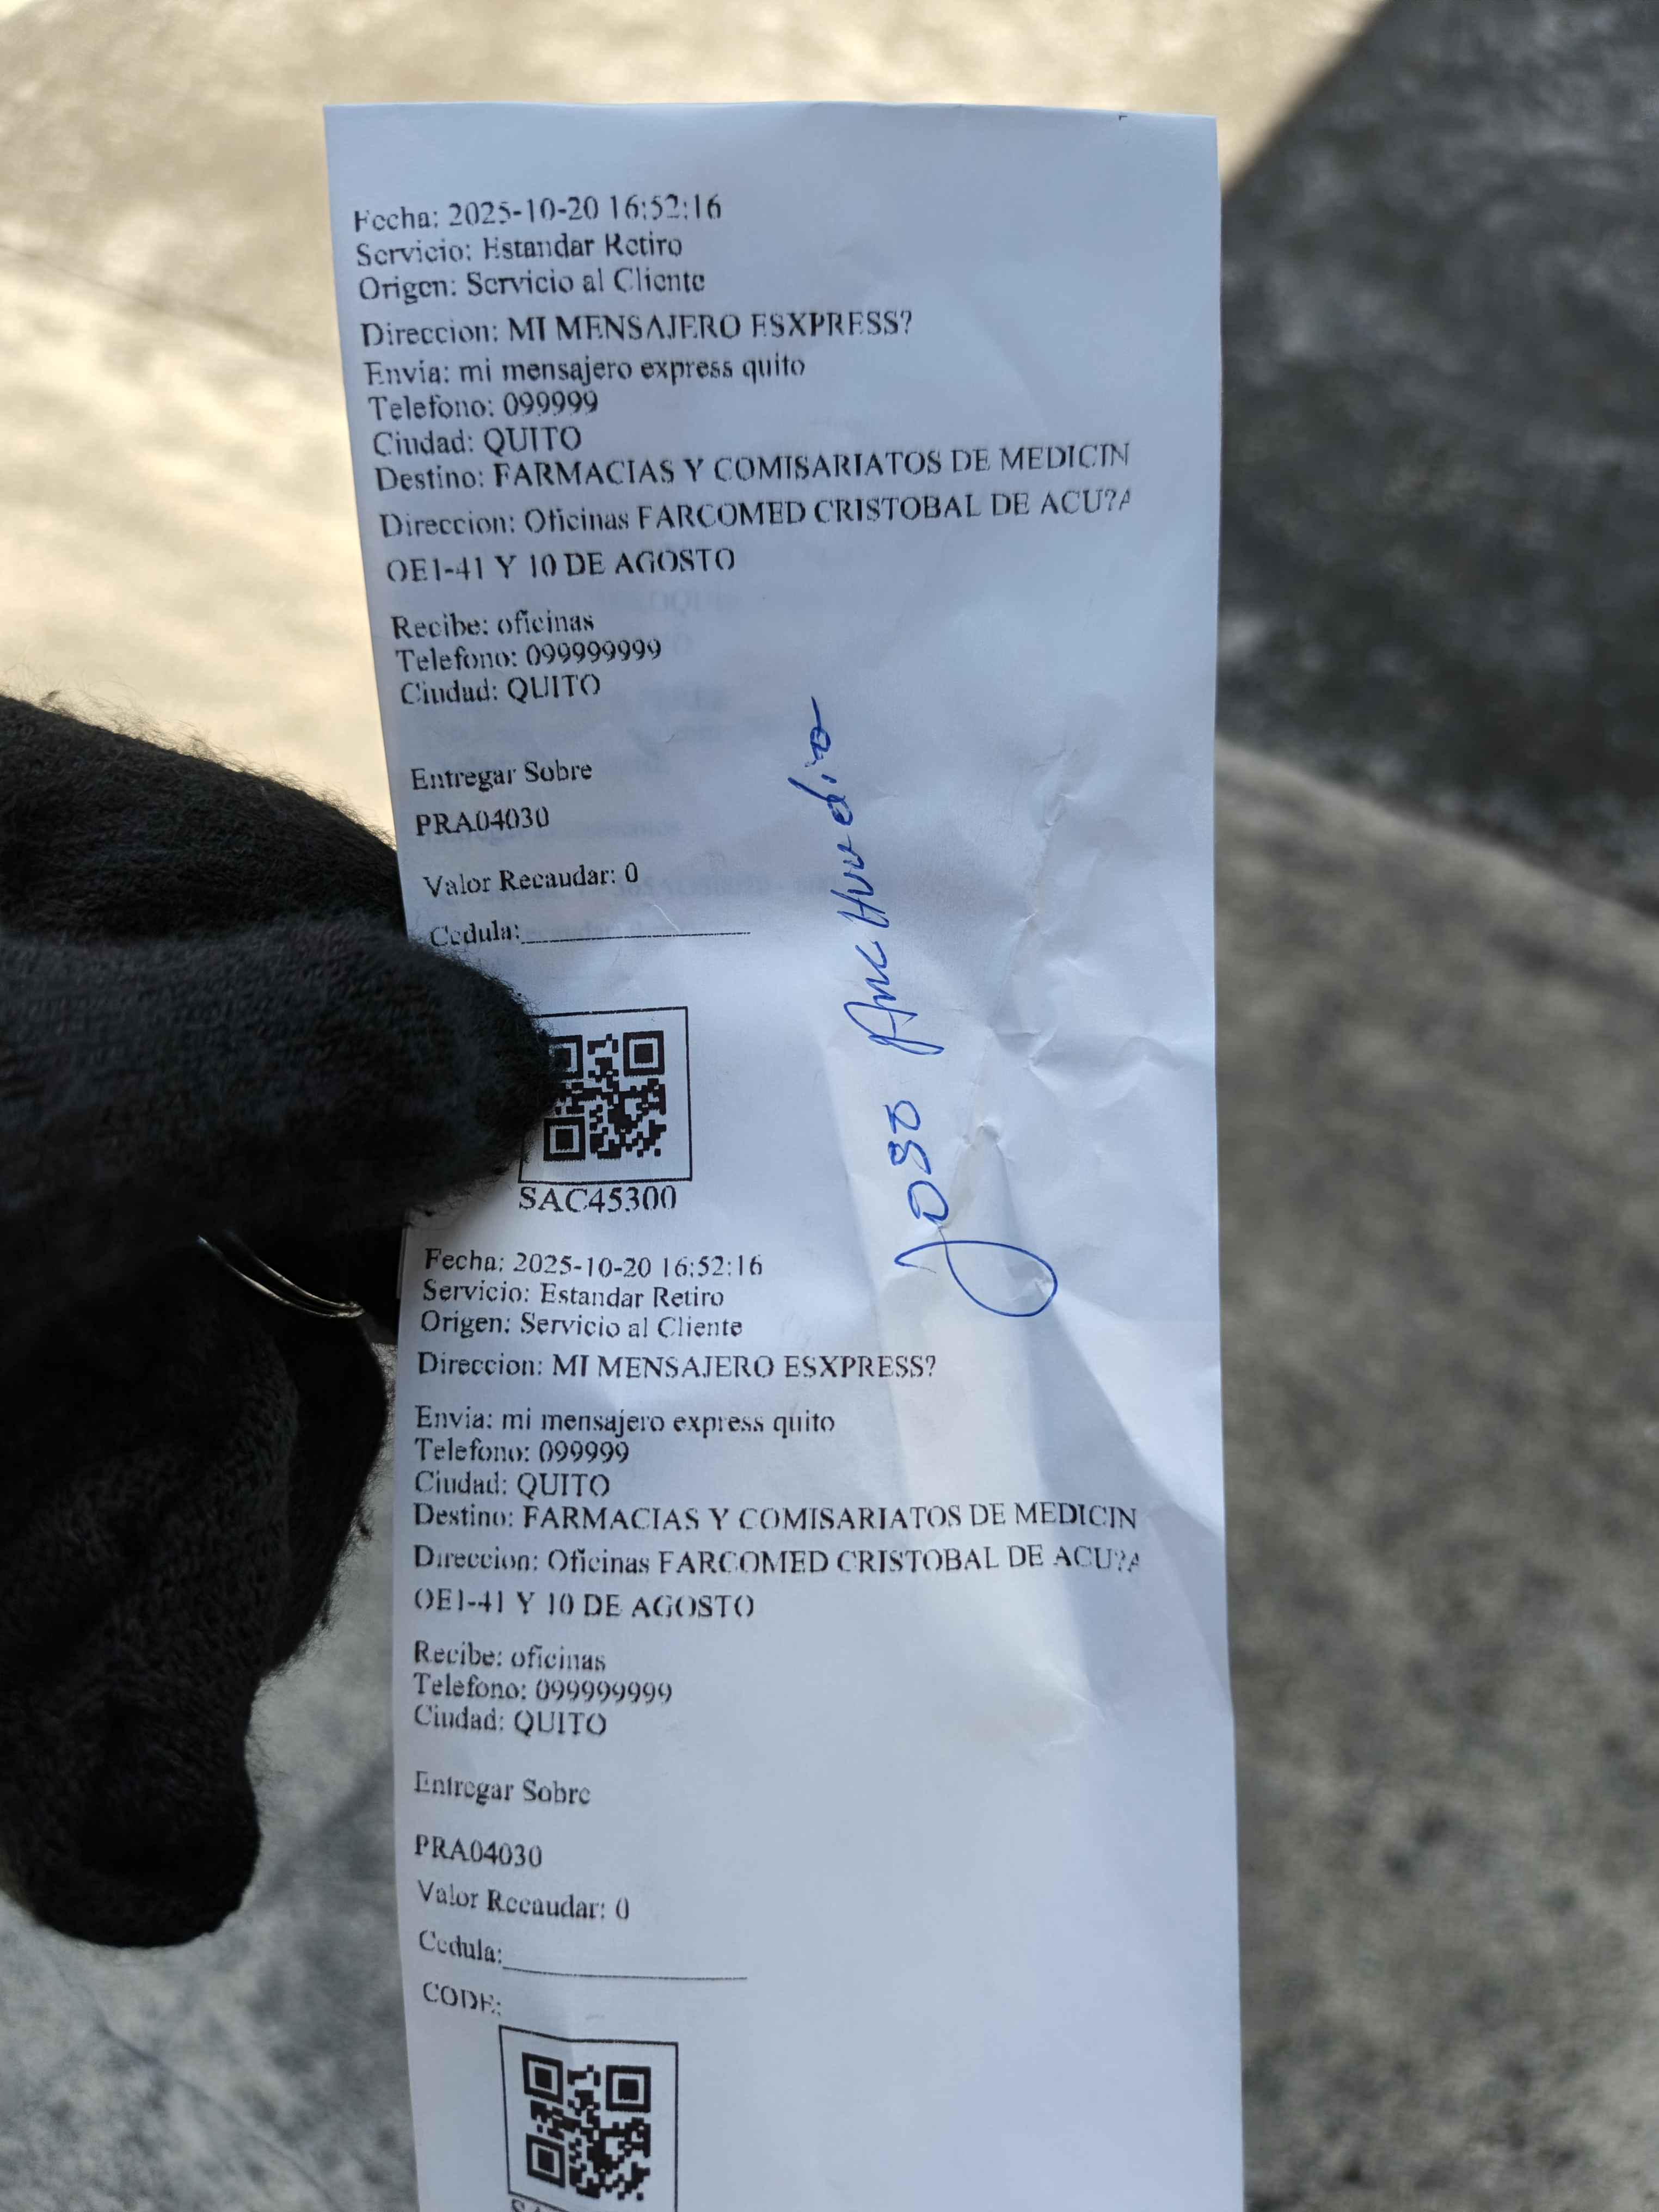 Fecha: 2025-10-20 16:52:16
Servicio: Estandar Retiro
Origen: Servicio al Cliente
Direccion: MI MENSAJERO ESXPRESS?
Envia: mi mensajero express quito
Telefono: 099999
Ciudad: QUITO
Destino: FARMACIAS Y COMISARIATOS DE MEDICIN
Direccion: Oficinas FARCOMED CRISTOBAL DE ACU?A
OE1-41 Y 10 DE AGOSTO
Recibe: oficinas
Telefono: 099999999
Ciudad: QUITO
Entregar Sobre
PRA04030
Valor Recaudar: 0
Cedula:
SAC45300
Fecha: 2025-10-20 16:52:16
Servicio: Estandar Retiro
Origen: Servicio al Cliente
Direccion: MI MENSAJERO ESXPRESS?
Envia: mi mensajero express quito
Telefono: 099999
Ciudad: QUITO
Destino: FARMACIAS Y COMISARIATOS DE MEDICIN
Direccion: Oficinas FARCOMED CRISTOBAL DE ACU?A
OE1-41 Y 10 DE AGOSTO
Recibe: oficinas
Telefono: 099999999
Ciudad: QUITO
Entregar Sobre
PRA04030
Valor Recaudar: 0
Cedula:
CODE: